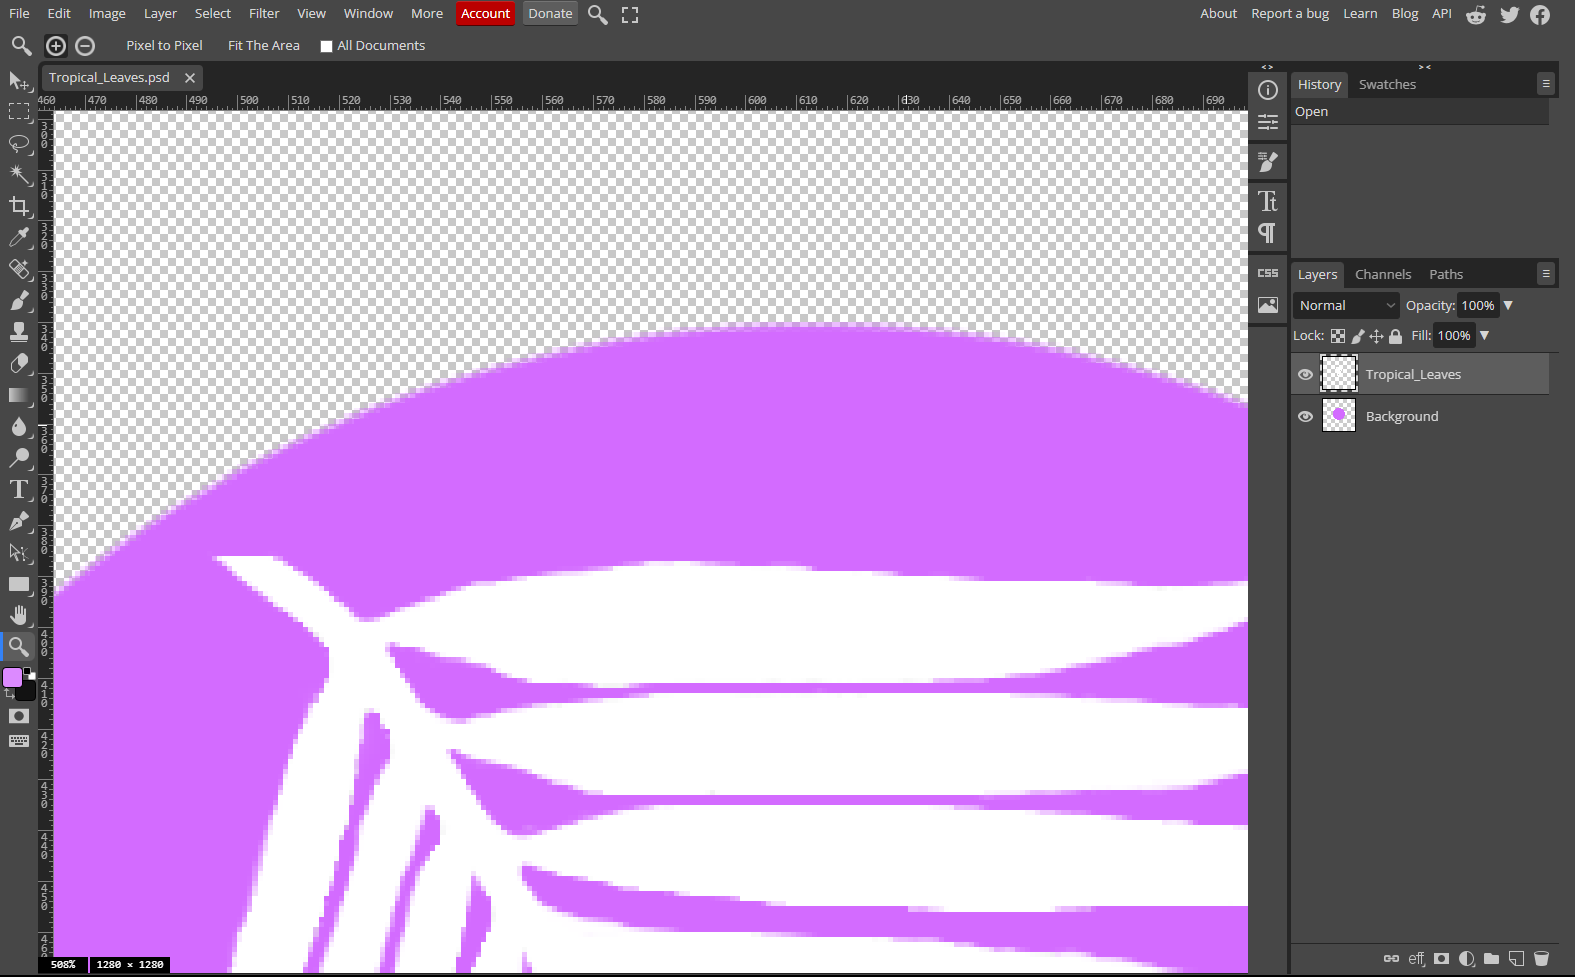 File Edit Image Layer Select Filter View Window More Account Donate About Report a bug Learn Blog API
Pixel to Pixel Fit The Area All Documents
Tropical_Leaves.psd
460 470 480 490 500 510 520 530 540 550 560 570 580 590 600 610 620 630 640 650 660 670 680 690
300
310
320
330
340
350
360
370
380
390
400
410
420
430
440
450
460
508% 1280 × 1280
CSS
History Swatches
Open
Layers Channels Paths
Normal Opacity: 100%
Lock: Fill: 100%
Tropical_Leaves
Background
eff